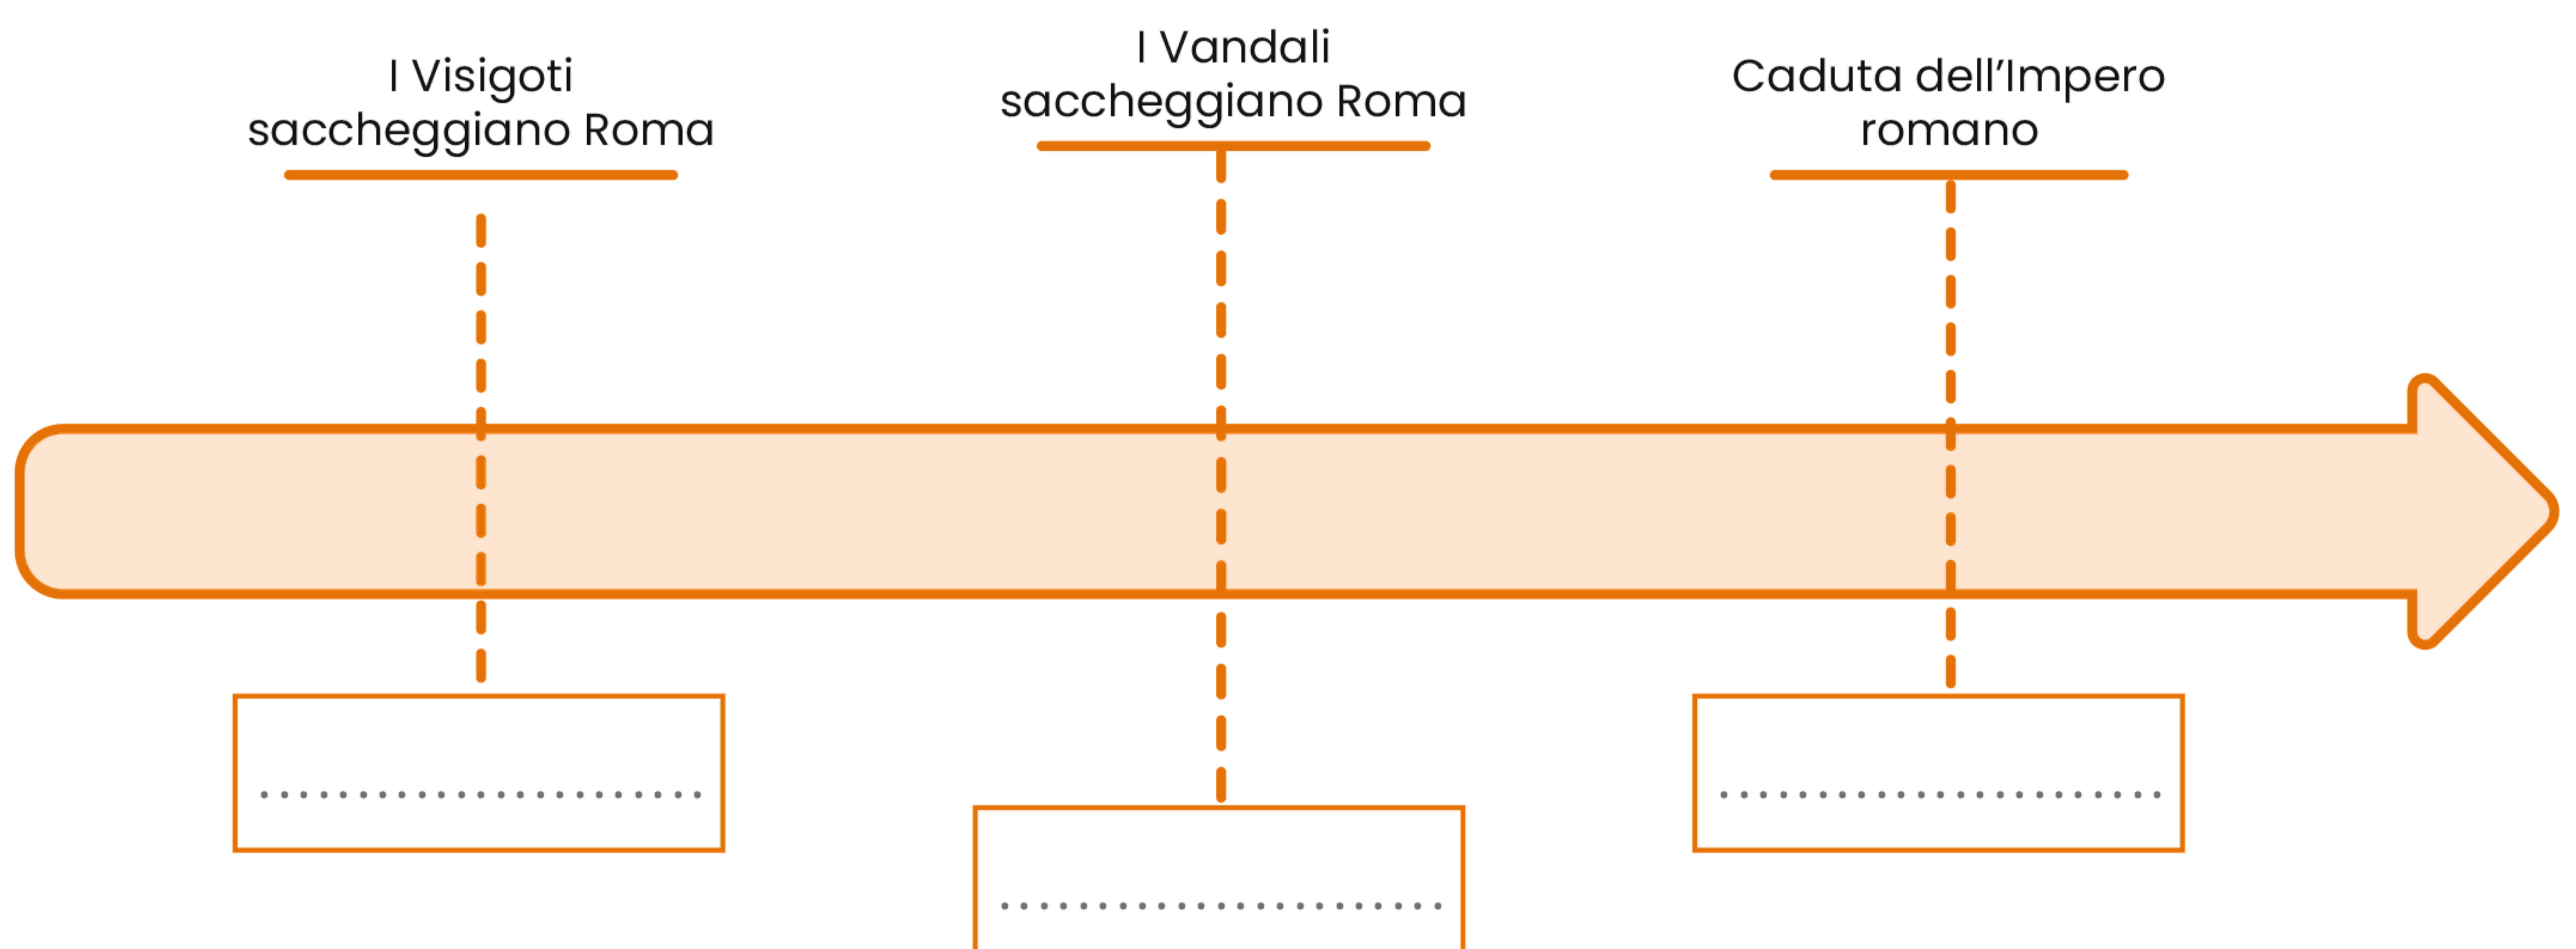 I Visigoti
saccheggiano Roma
I Vandali
saccheggiano Roma
Caduta dell’Impero
romano